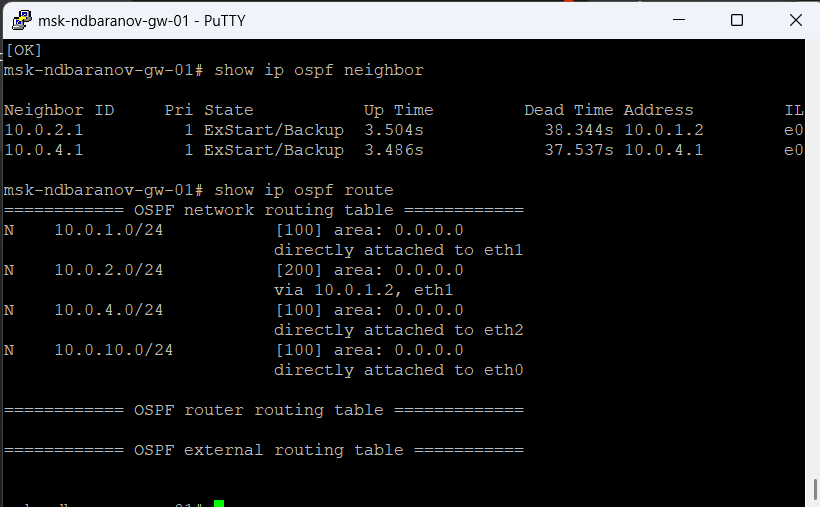 msk-ndbaranov-gw-01 - PuTTY
[OK]
msk-ndbaranov-gw-01# show ip ospf neighbor
Neighbor ID     Pri State           Up Time         Dead Time Address         IL
10.0.2.1          1 ExStart/Backup  3.504s            38.344s 10.0.1.2        e0
10.0.4.1          1 ExStart/Backup  3.486s            37.537s 10.0.4.1        e0
msk-ndbaranov-gw-01# show ip ospf route
============ OSPF network routing table ============
N    10.0.1.0/24           [100] area: 0.0.0.0
                           directly attached to eth1
N    10.0.2.0/24           [200] area: 0.0.0.0
                           via 10.0.1.2, eth1
N    10.0.4.0/24           [100] area: 0.0.0.0
                           directly attached to eth2
N    10.0.10.0/24          [100] area: 0.0.0.0
                           directly attached to eth0
============ OSPF router routing table =============
============ OSPF external routing table ===========